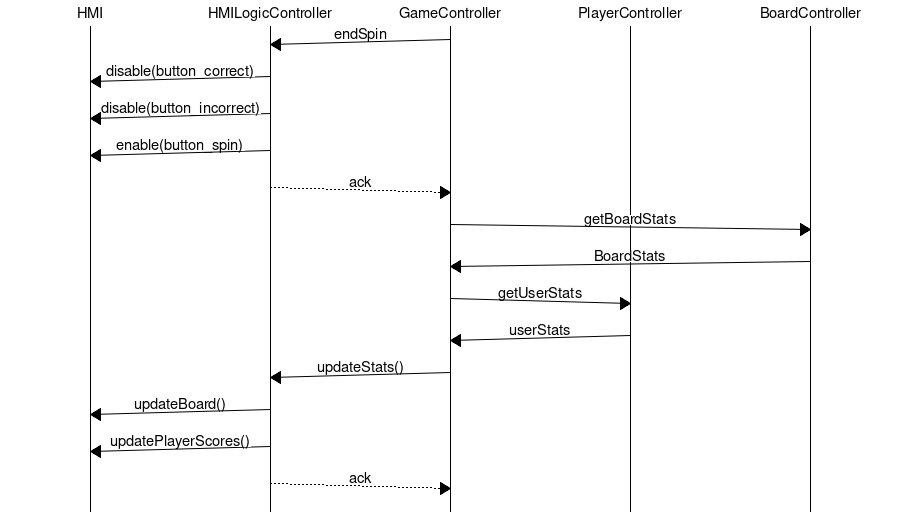 HMI HMILogicController GameController PlayerController BoardController
endSpin
disable(button_correct)
disable(button_incorrect)
enable(button_spin)
ack
getBoardStats
BoardStats
getUserStats
userStats
updateStats()
updateBoard()
updatePlayerScores()
ack